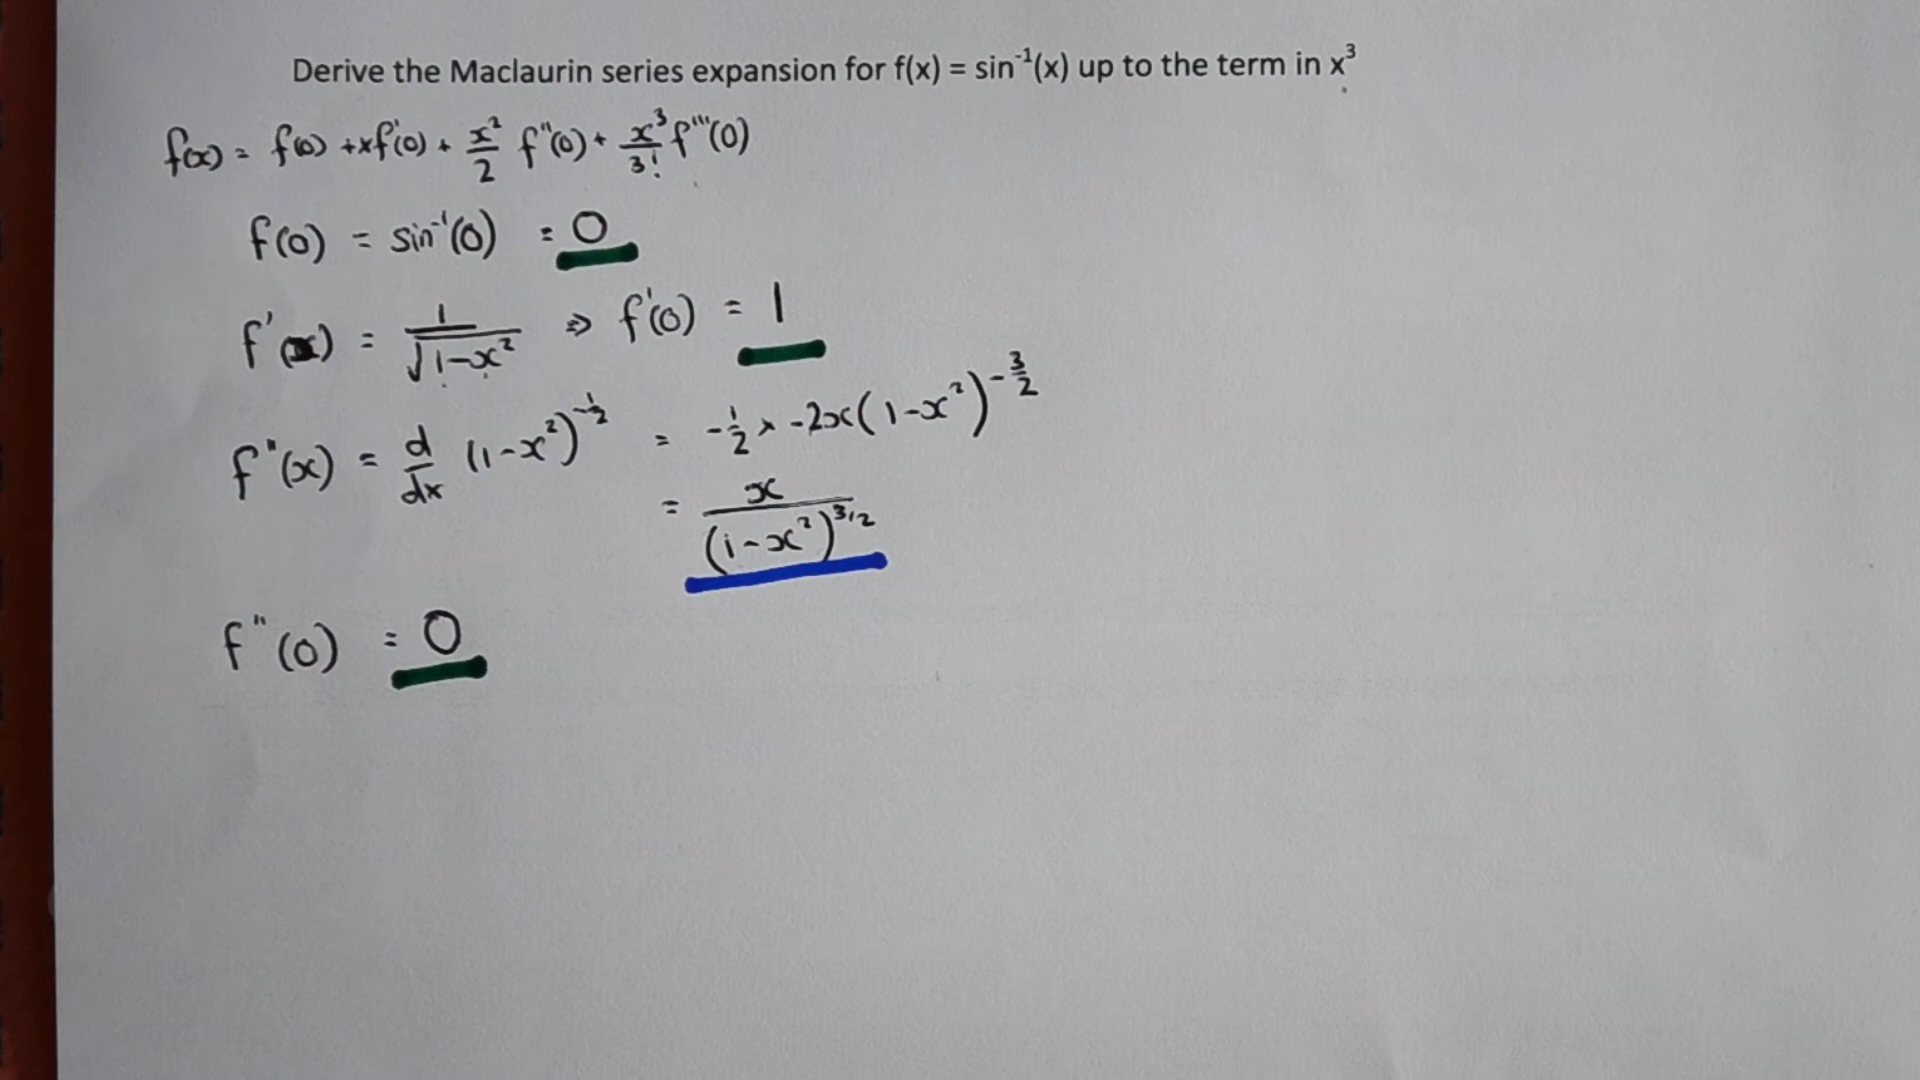 Derive the Maclaurin series expansion for f(x) = sin⁻¹(x) up to the term in x³
f(x) = f(0) + xf'(0) + x²/2 f''(0) + x³/3! f'''(0)
f(0) = sin⁻¹(0) = 0
f'(x) = 1/√(1-x²) ⇒ f'(0) = 1
f''(x) = d/dx (1-x²)^(-1/2) = -1/2 × -2x(1-x²)^(-3/2)
= x/(1-x²)^(3/2)
f''(0) = 0